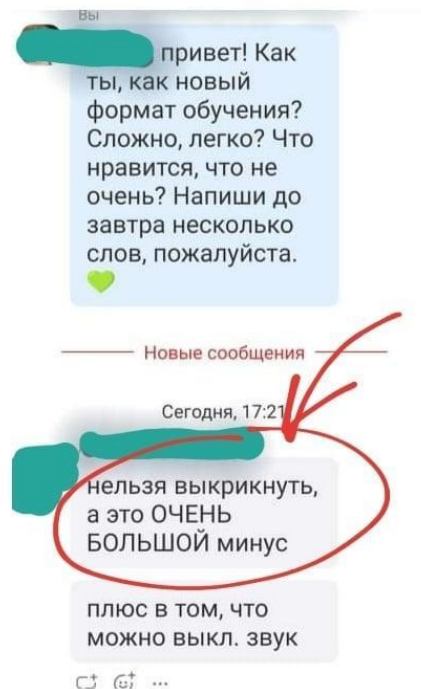 Вы
привет! Как
ты, как новый
формат обучения?
Сложно, легко? Что
нравится, что не
очень? Напиши до
завтра несколько
слов, пожалуйста.
Новые сообщения
Сегодня, 17:21
нельзя выкрикнуть,
а это ОЧЕНЬ
БОЛЬШОЙ минус
плюс в том, что
можно выкл. звук